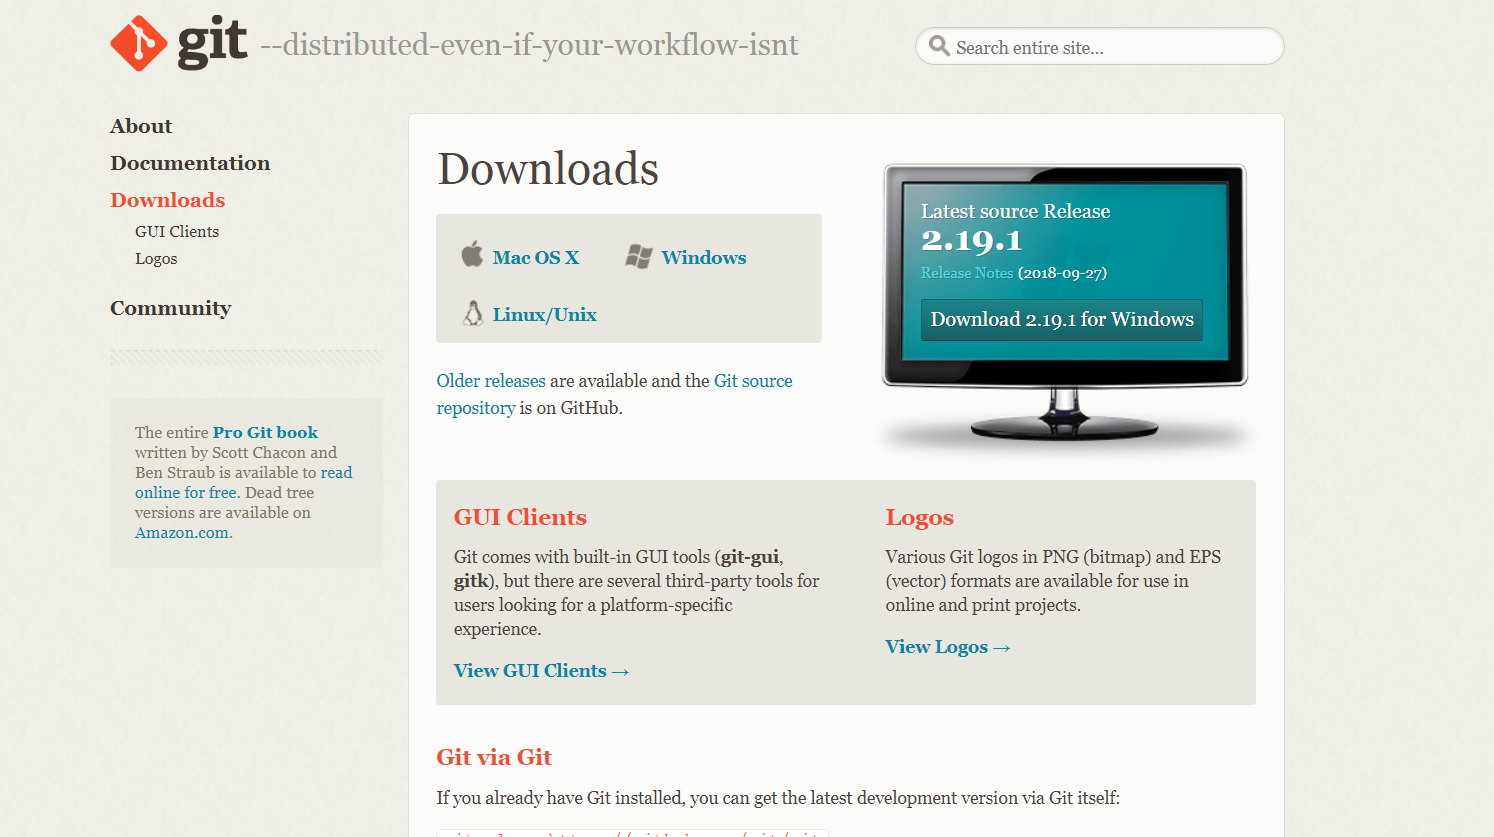 git --distributed-even-if-your-workflow-isnt
Search entire site...
About
Documentation
Downloads
GUI Clients
Logos
Community
The entire Pro Git book
written by Scott Chacon and
Ben Straub is available to read
online for free. Dead tree
versions are available on
Amazon.com.
Downloads
Mac OS X
Windows
Linux/Unix
Older releases are available and the Git source
repository is on GitHub.
Latest source Release
2.19.1
Release Notes (2018-09-27)
Download 2.19.1 for Windows
GUI Clients
Git comes with built-in GUI tools (git-gui,
gitk), but there are several third-party tools for
users looking for a platform-specific
experience.
View GUI Clients →
Logos
Various Git logos in PNG (bitmap) and EPS
(vector) formats are available for use in
online and print projects.
View Logos →
Git via Git
If you already have Git installed, you can get the latest development version via Git itself: